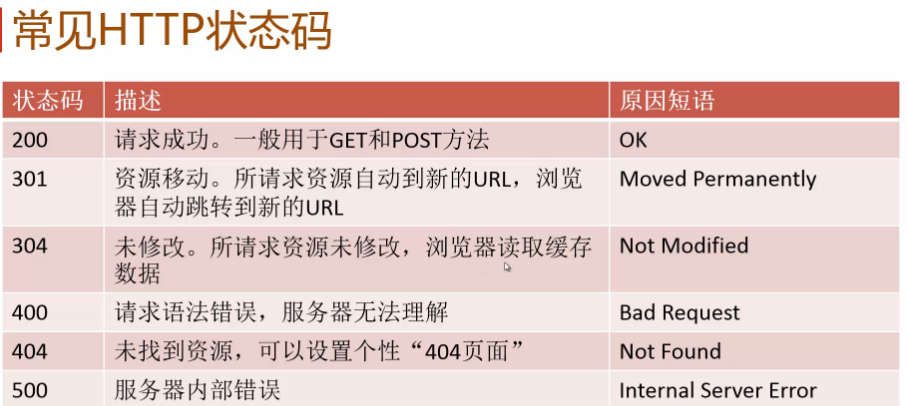 常见HTTP状态码
状态码 描述 原因短语
200 请求成功。一般用于GET和POST方法 OK
301 资源移动。所请求资源自动到新的URL，浏览 Moved Permanently
器自动跳转到新的URL
304 未修改。所请求资源未修改，浏览器读取缓存 Not Modified
数据
400 请求语法错误，服务器无法理解 Bad Request
404 未找到资源，可以设置个性“404页面” Not Found
500 服务器内部错误 Internal Server Error